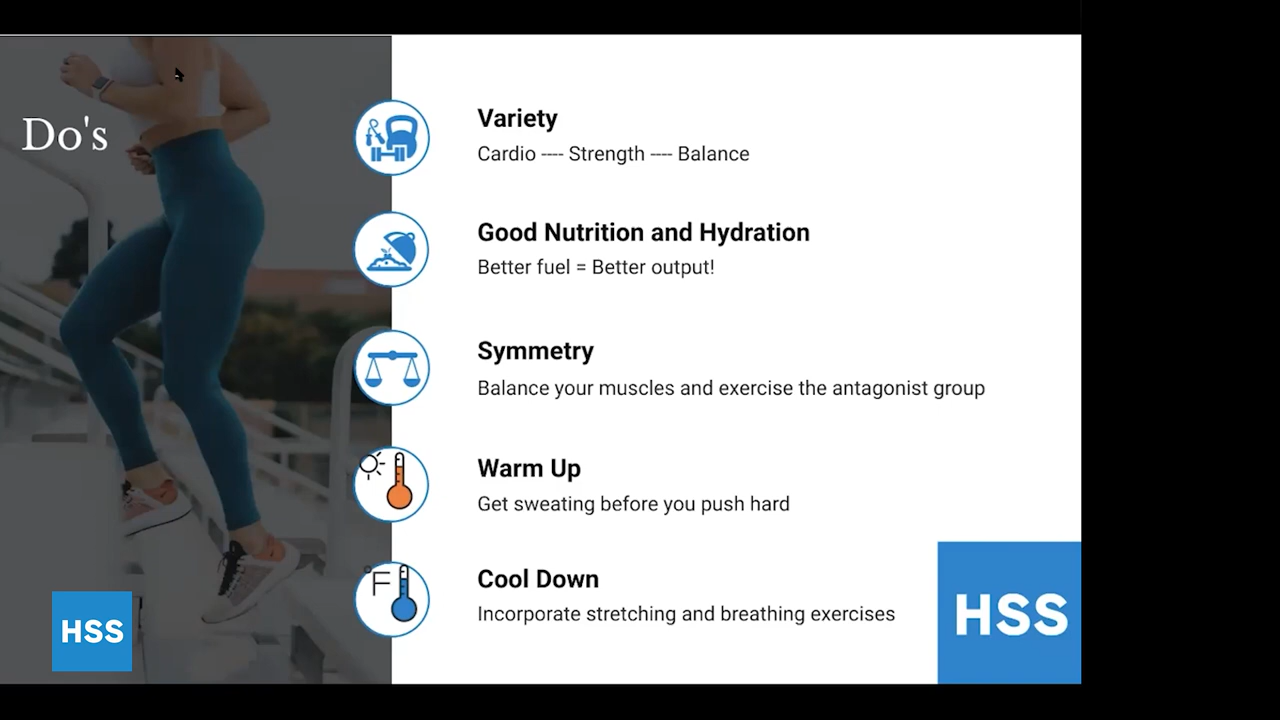 Do's
Variety
Cardio ---- Strength ---- Balance
Good Nutrition and Hydration
Better fuel = Better output!
Symmetry
Balance your muscles and exercise the antagonist group
Warm Up
Get sweating before you push hard
°F
Cool Down
Incorporate stretching and breathing exercises
HSS
HSS